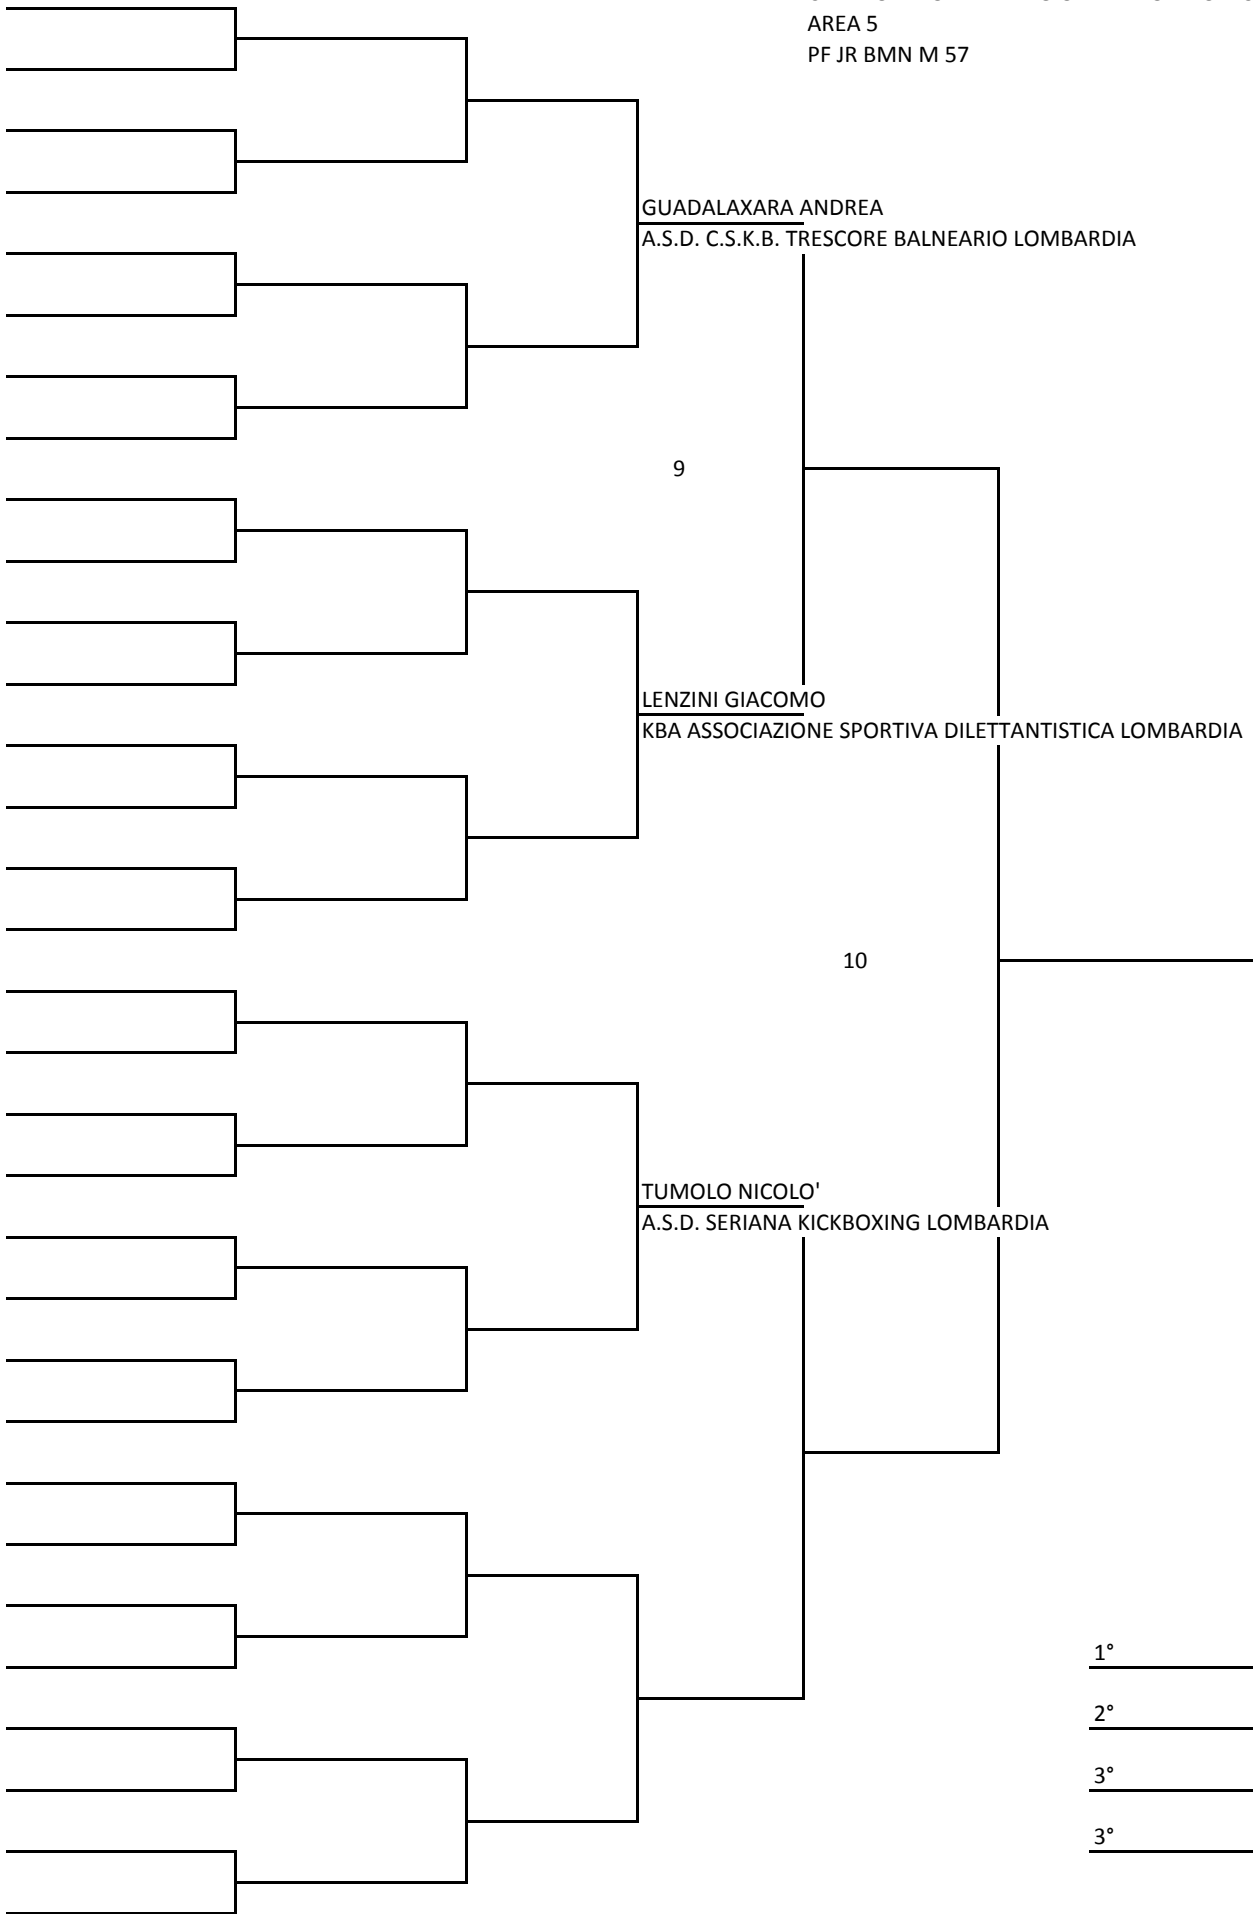 AREA 5
PF JR BMN M 57
GUADALAXARA ANDREA
A.S.D. C.S.K.B. TRESCORE BALNEARIO LOMBARDIA
9
LENZINI GIACOMO
KBA ASSOCIAZIONE SPORTIVA DILETTANTISTICA LOMBARDIA
10
TUMOLO NICOLO'
A.S.D. SERIANA KICKBOXING LOMBARDIA
1°
2°
3°
3°